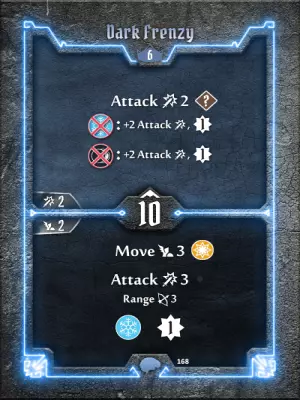 Dark Frenzy
6
Attack 2 ?
: +2 Attack , 1
: +2 Attack , 1
2
10
2
Move 3
Attack 3
Range 3
1
168